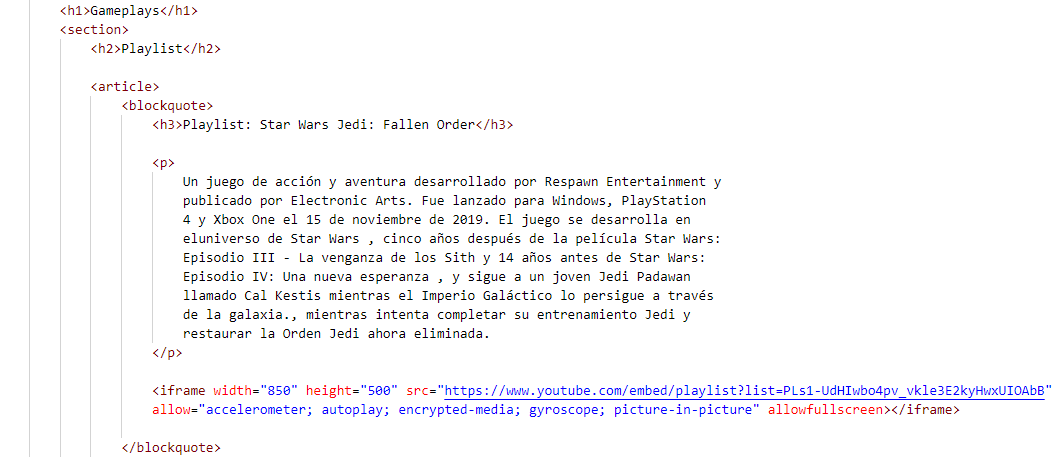 <h1>Gameplays</h1>
<section>
<h2>Playlist</h2>
<article>
<blockquote>
<h3>Playlist: Star Wars Jedi: Fallen Order</h3>
<p>
Un juego de acción y aventura desarrollado por Respawn Entertainment y
publicado por Electronic Arts. Fue lanzado para Windows, PlayStation
4 y Xbox One el 15 de noviembre de 2019. El juego se desarrolla en
eluniverso de Star Wars , cinco años después de la película Star Wars:
Episodio III - La venganza de los Sith y 14 años antes de Star Wars:
Episodio IV: Una nueva esperanza , y sigue a un joven Jedi Padawan
llamado Cal Kestis mientras el Imperio Galáctico lo persigue a través
de la galaxia., mientras intenta completar su entrenamiento Jedi y
restaurar la Orden Jedi ahora eliminada.
</p>
<iframe width="850" height="500" src="https://www.youtube.com/embed/playlist?list=PLs1-UdHIwbo4pv_vkle3E2kyHwxUIOAbB"
allow="accelerometer; autoplay; encrypted-media; gyroscope; picture-in-picture" allowfullscreen></iframe>
</blockquote>